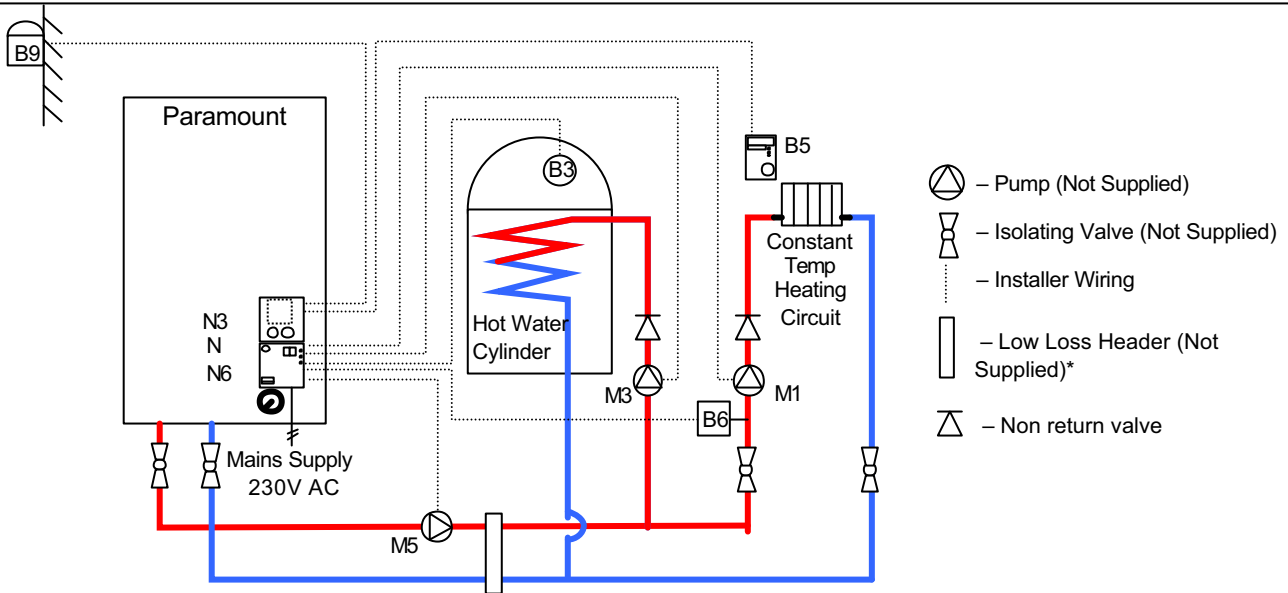 B9
Paramount
B3
B5
Constant
Temp
Heating
Circuit
N3
N
N6
Hot Water
Cylinder
M3
M1
B6
Mains Supply
230V AC
M5
– Pump (Not Supplied)
– Isolating Valve (Not Supplied)
– Installer Wiring
– Low Loss Header (Not
Supplied)*
– Non return valve